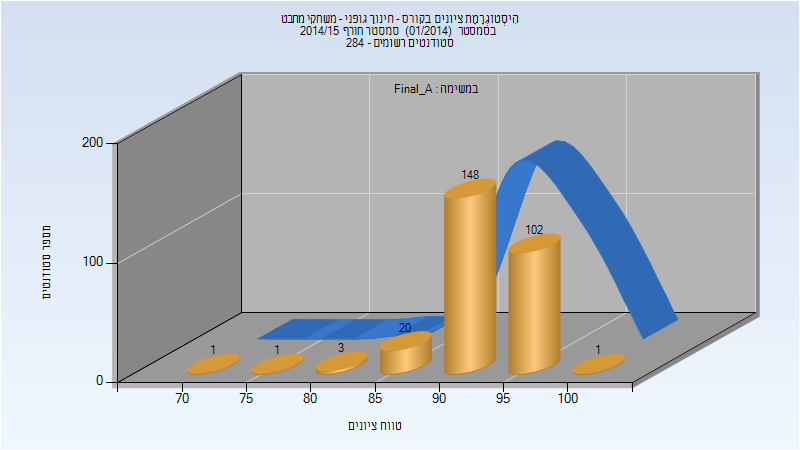 היסטוגרמת ציונים בקורס - חינוך גופני - משחקי מחבט
בסמסטר (01/2014) סמסטר חורף 2014/15
סטודנטים רשומים - 284
במשימה : Final_A
200
100
0
מספר סטודנטים
1
1
3
20
148
102
1
70
75
80
85
90
95
100
טווח ציונים